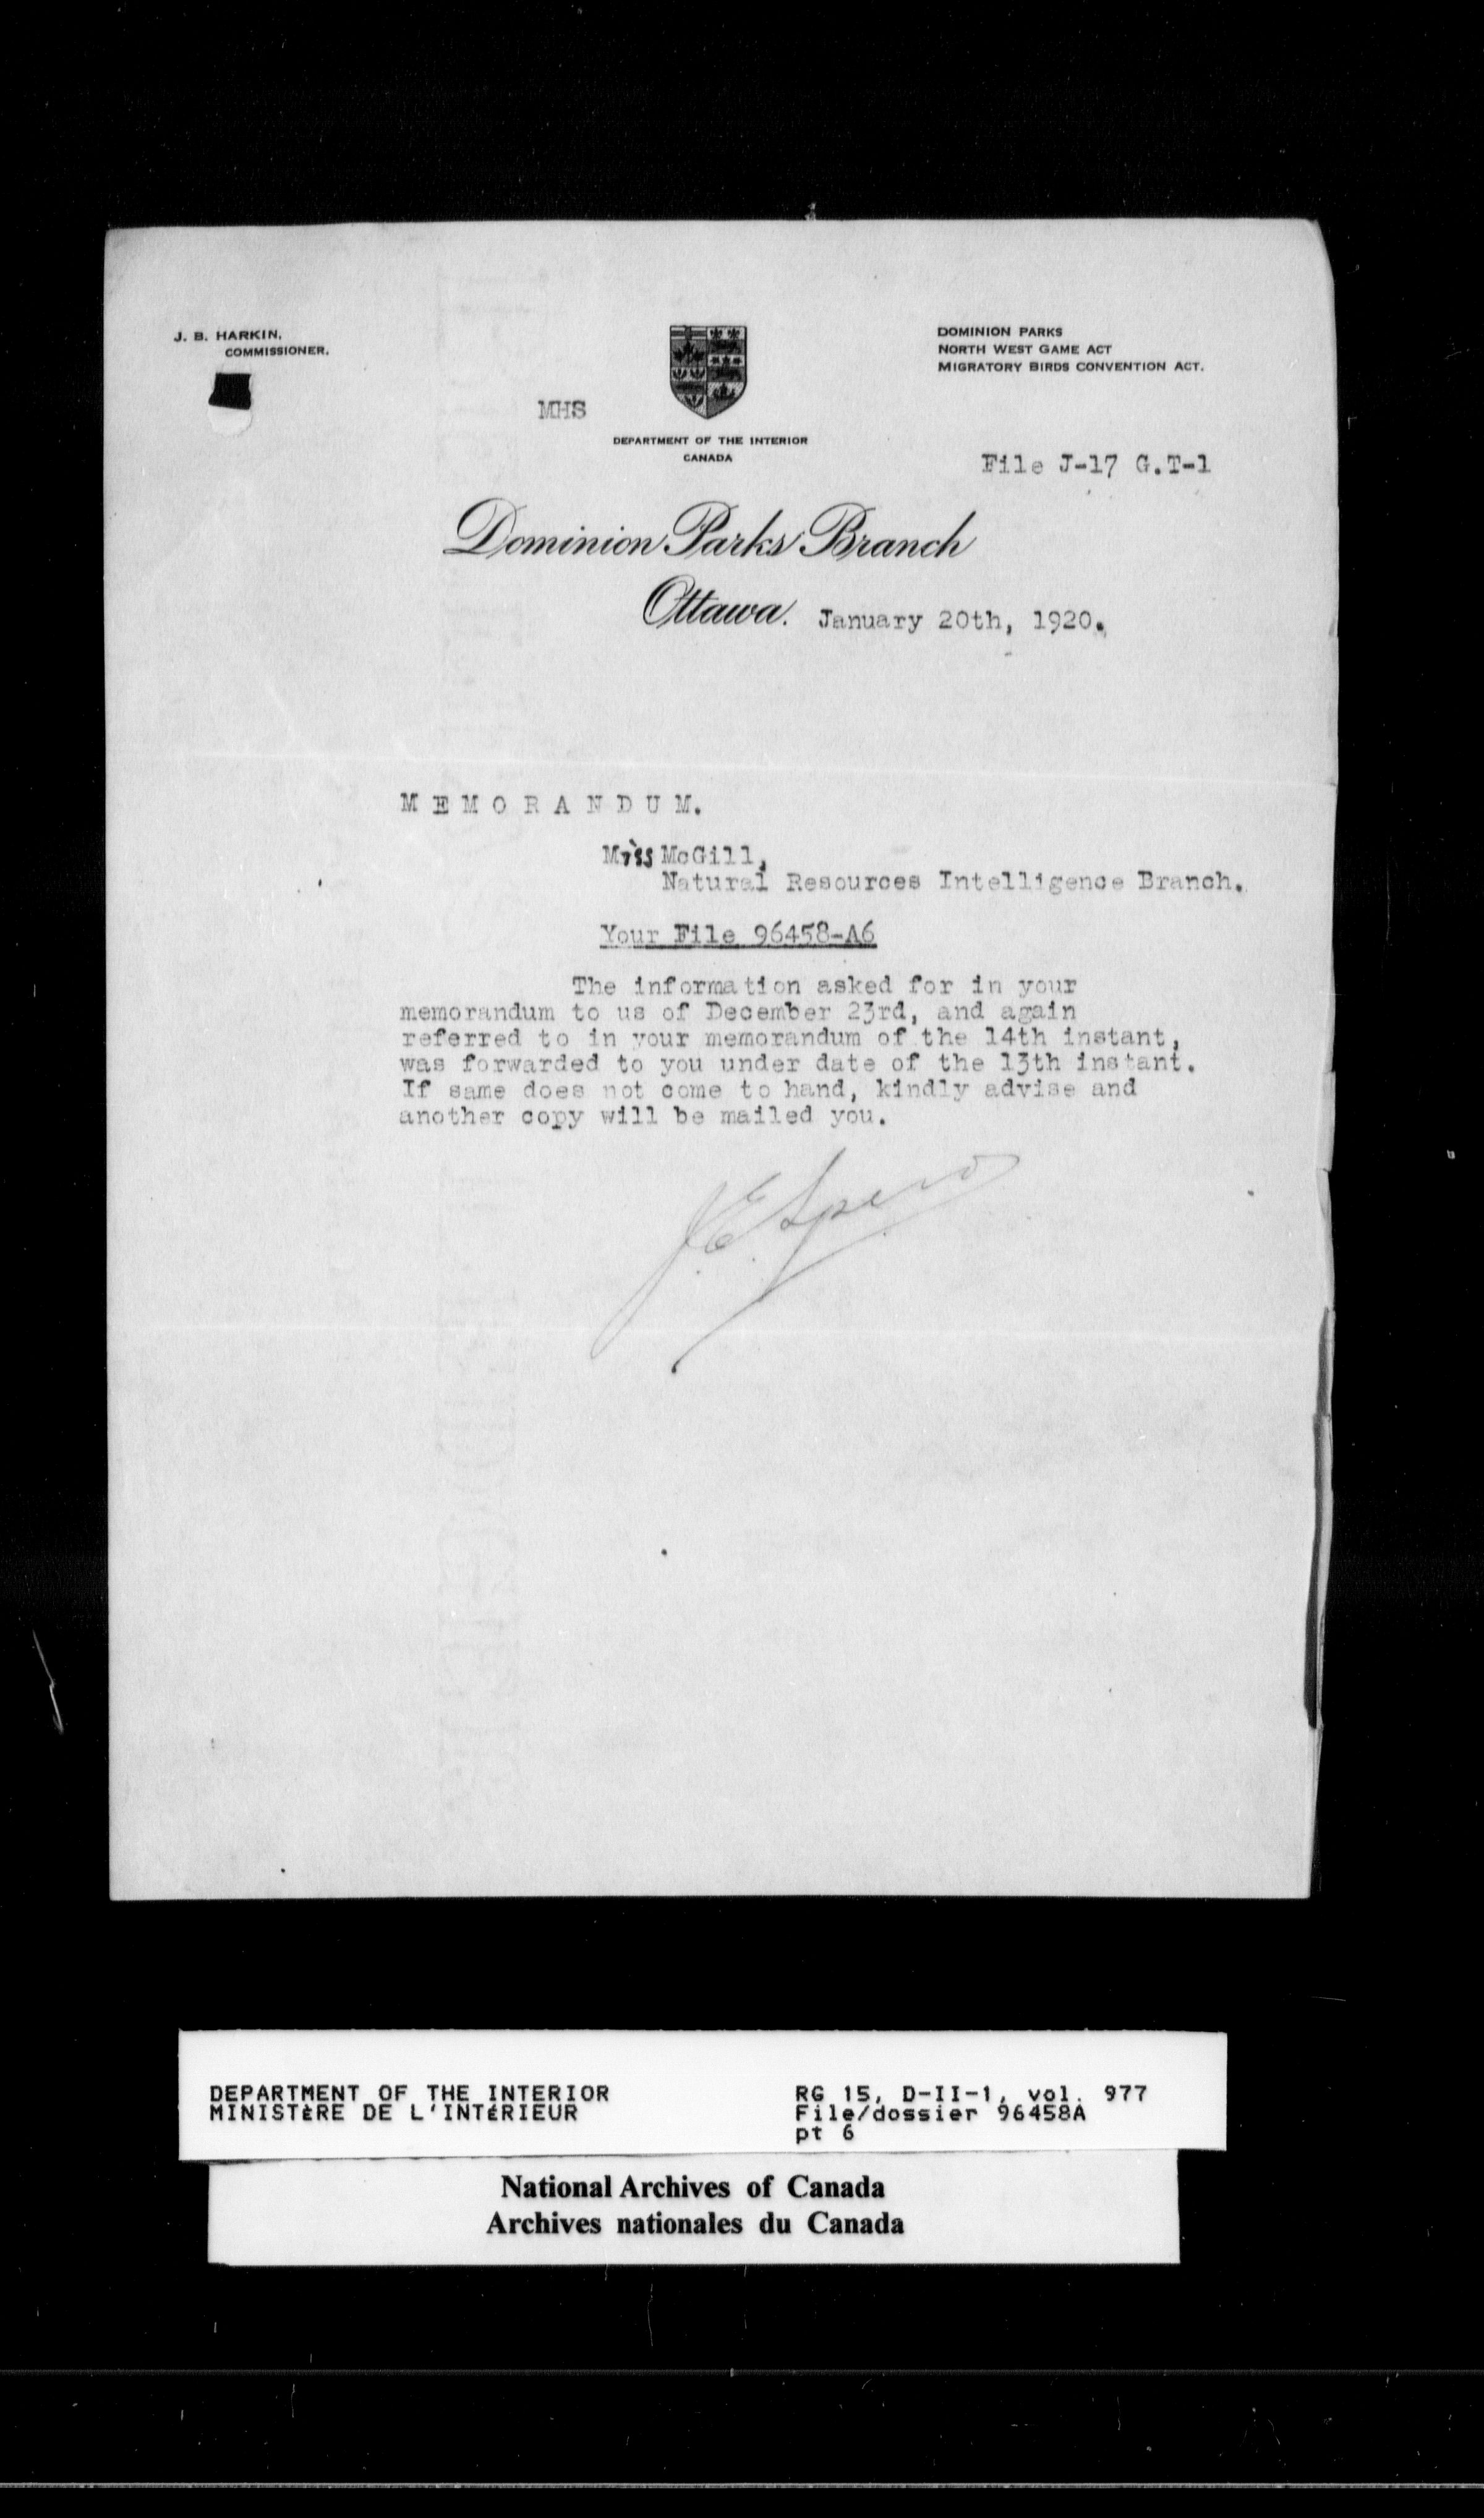 J. B. HARKIN,
COMMISSIONER.
DOMINION PARKS
NORTH WEST GAME ACT
MIGRATORY BIRDS CONVENTION ACT.
MHS
DEPARTMENT OF THE INTERIOR
CANADA
File J-17 G.T-1
Dominion Parks Branch
Ottawa. January 20th, 1920.
MEMORANDUM.
Miss McGill,
Natural Resources Intelligence Branch.
Your File 96458-A6
The information asked for in your
memorandum to us of December 23rd, and again
referred to in your memorandum of the 14th instant,
was forwarded to you under date of the 13th instant.
If same does not come to hand, kindly advise and
another copy will be mailed you.
J.E. Spero
DEPARTMENT OF THE INTERIOR
MINISTÈRE DE L'INTÉRIEUR
RG 15, D-II-1, vol. 977
File/dossier 96458A
pt 6
National Archives of Canada
Archives nationales du Canada